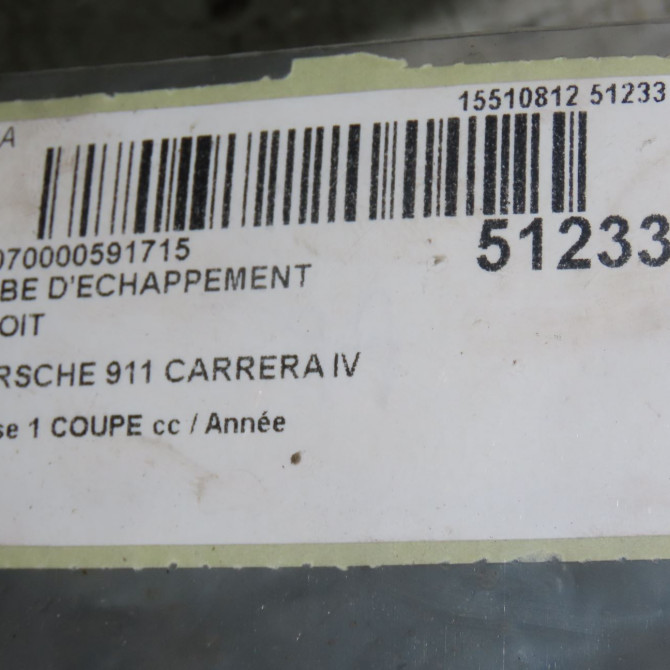 A
15510812 51233
070000591715
51233
BE D'ECHAPPEMENT
OIT
RSCHE 911 CARRERA IV
se 1 COUPE cc / Année